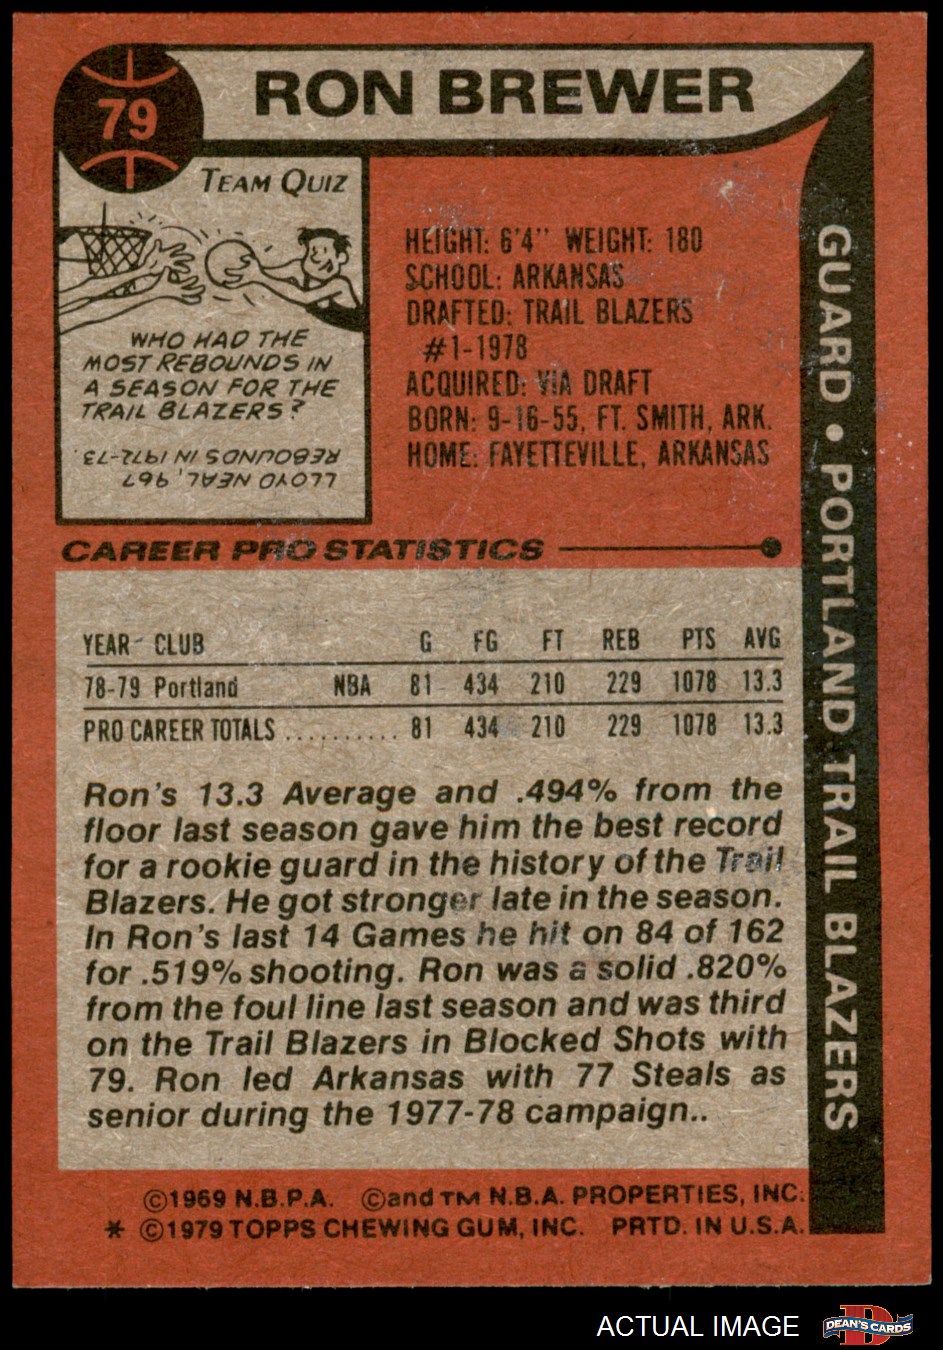 79
RON BREWER
TEAM QUIZ
WHO HAD THE
MOST REBOUNDS IN
A SEASON FOR THE
TRAIL BLAZERS?
LLOYD NEAL, 967
REBOUNDS IN 1972-73.
HEIGHT: 6'4" WEIGHT: 180
SCHOOL: ARKANSAS
DRAFTED: TRAIL BLAZERS
#1-1978
ACQUIRED: VIA DRAFT
BORN: 9-16-55, FT. SMITH, ARK.
HOME: FAYETTEVILLE, ARKANSAS
GUARD • PORTLAND TRAIL BLAZERS
CAREER PRO STATISTICS
YEAR CLUB G FG FT REB PTS AVG
78-79 Portland NBA 81 434 210 229 1078 13.3
PRO CAREER TOTALS .......... 81 434 210 229 1078 13.3
Ron's 13.3 Average and .494% from the
floor last season gave him the best record
for a rookie guard in the history of the Trail
Blazers. He got stronger late in the season.
In Ron's last 14 Games he hit on 84 of 162
for .519% shooting. Ron was a solid .820%
from the foul line last season and was third
on the Trail Blazers in Blocked Shots with
79. Ron led Arkansas with 77 Steals as
senior during the 1977-78 campaign..
©1969 N.B.P.A. ©and TM N.B.A. PROPERTIES, INC.
* ©1979 TOPPS CHEWING GUM, INC. PRTD. IN U.S.A.
ACTUAL IMAGE
D
DEAN'S CARDS